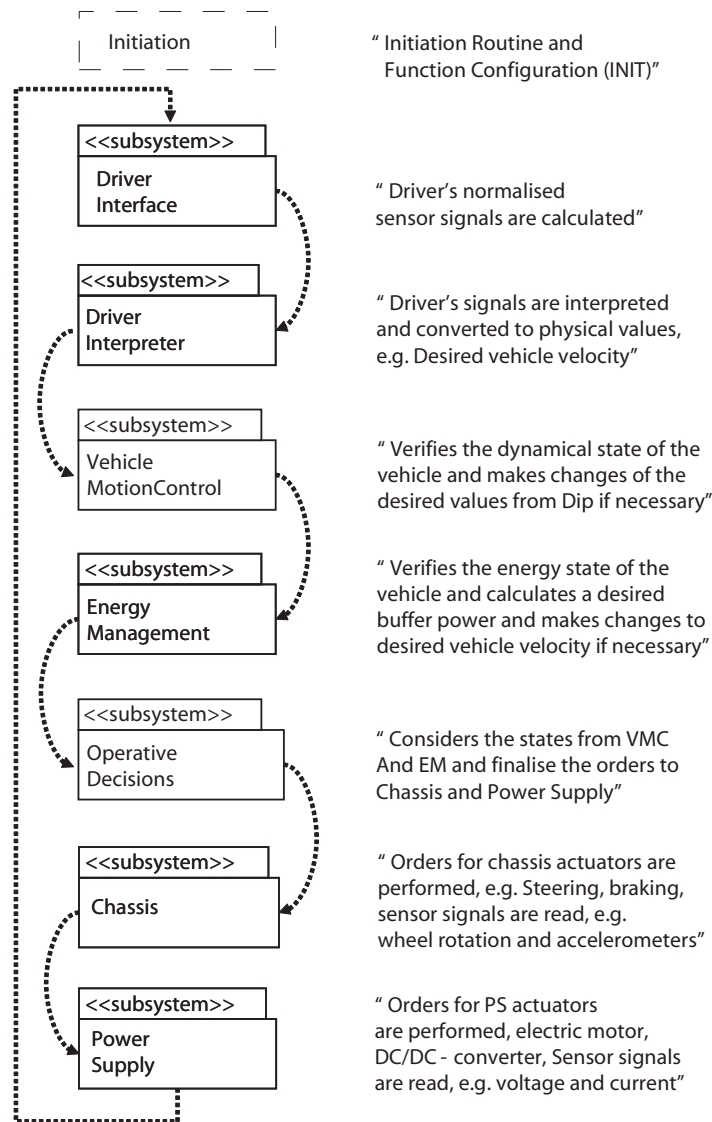 Initiation
“ Initiation Routine and
Function Configuration (INIT)”
<<subsystem>>
Driver
Interface
“ Driver’s normalised
sensor signals are calculated”
<<subsystem>>
Driver
Interpreter
“ Driver’s signals are interpreted
and converted to physical values,
e.g. Desired vehicle velocity”
<<subsystem>>
Vehicle
MotionControl
“ Verifies the dynamical state of the
vehicle and makes changes of the
desired values from Dip if necessary”
<<subsystem>>
Energy
Management
“ Verifies the energy state of the
vehicle and calculates a desired
buffer power and makes changes to
desired vehicle velocity if necessary”
<<subsystem>>
Operative
Decisions
“ Considers the states from VMC
And EM and finalise the orders to
Chassis and Power Supply”
<<subsystem>>
Chassis
“ Orders for chassis actuators are
performed, e.g. Steering, braking,
sensor signals are read, e.g.
wheel rotation and accelerometers”
<<subsystem>>
Power
Supply
“ Orders for PS actuators
are performed, electric motor,
DC/DC - converter, Sensor signals
are read, e.g. voltage and current”